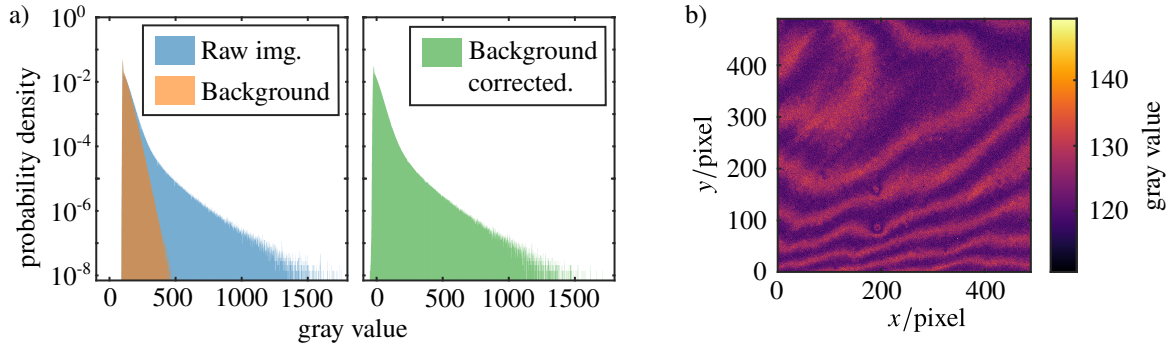 a)
10^0
10^-2
10^-4
10^-6
10^-8
probability density
Raw img.
Background
0 500 1000 1500
Background
corrected.
0 500 1000 1500
gray value
b)
400
300
200
100
0
y/pixel
0 200 400
x/pixel
140
130
120
gray value